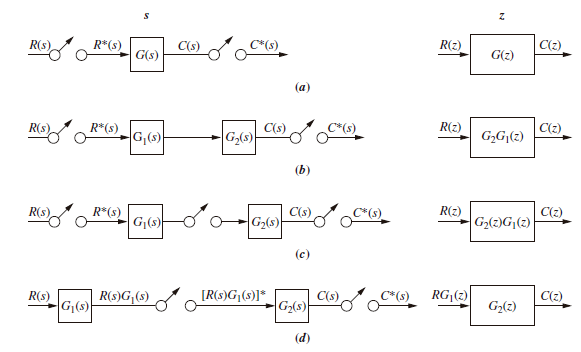 s z
R(s) R*(s) G(s) C(s) C*(s) R(z) G(z) C(z)
(a)
R(s) R*(s) G₁(s) G₂(s) C(s) C*(s) R(z) G₂G₁(z) C(z)
(b)
R(s) R*(s) G₁(s) G₂(s) C(s) C*(s) R(z) G₂(z)G₁(z) C(z)
(c)
R(s) G₁(s) R(s)G₁(s) [R(s)G₁(s)]* G₂(s) C(s) C*(s) RG₁(z) G₂(z) C(z)
(d)